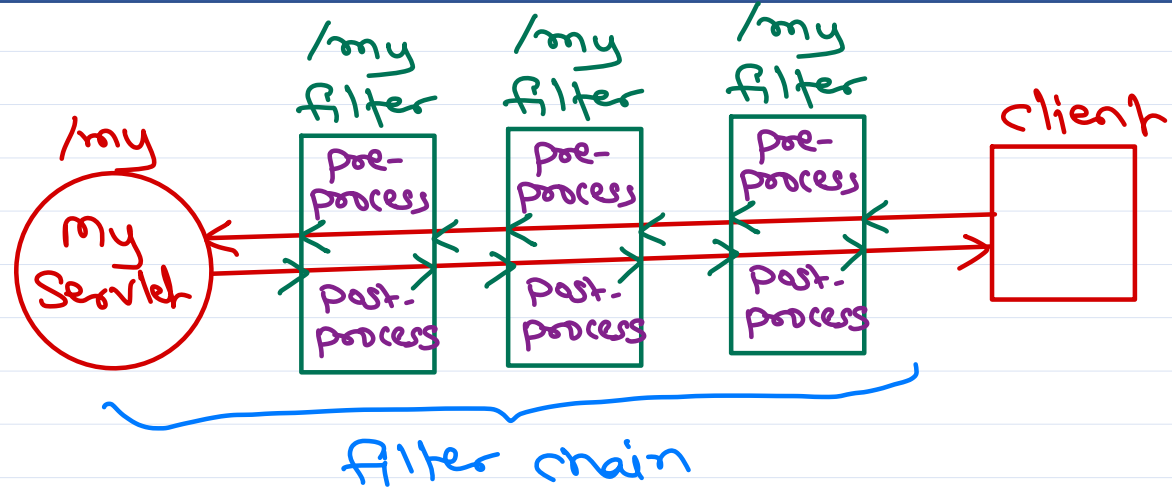 /my
filter
/my
filter
/my
filter
client
/my
My
Servlet
pre-
process
pre-
process
pre-
process
post-
process
post-
process
post-
process
filter chain